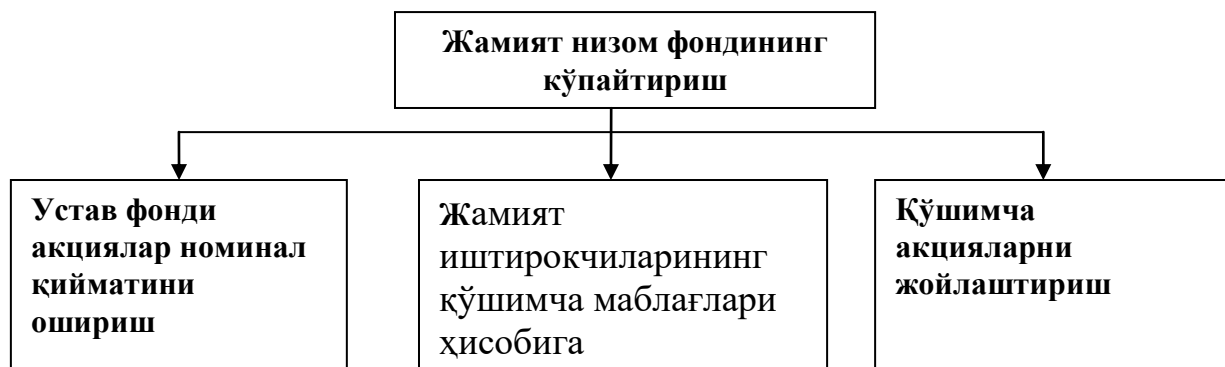 Жамият низом фондининг
кўпайтириш
Устав фонди
акциялар номинал
қийматини
ошириш
Жамият
иштирокчиларининг
қўшимча маблағлари
ҳисобига
Қўшимча
акцияларни
жойлаштириш